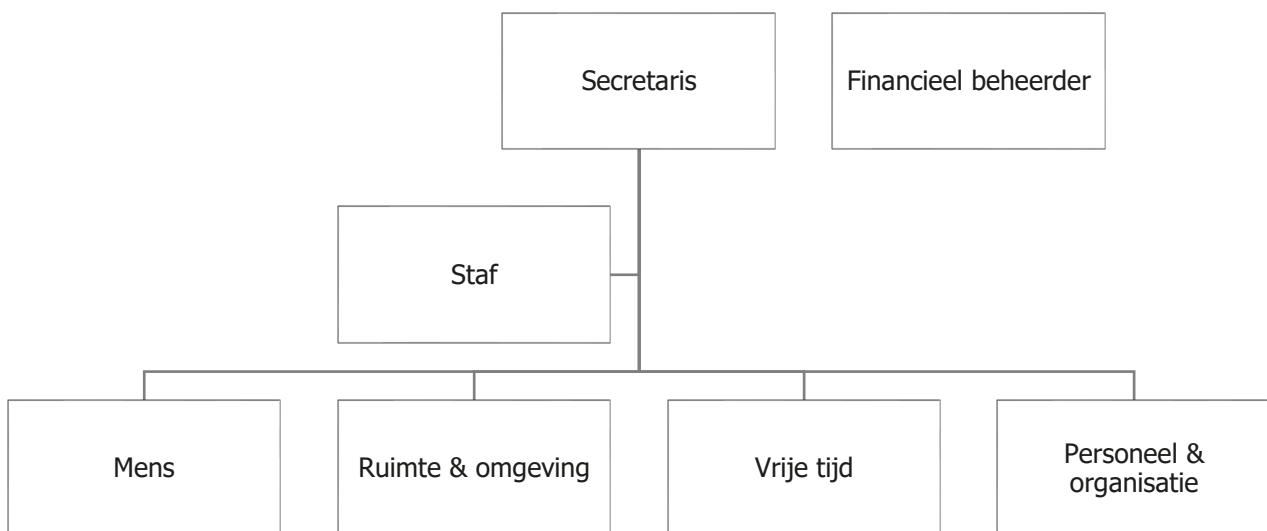 Secretaris
Financieel beheerder
Staf
Mens
Ruimte & omgeving
Vrije tijd
Personeel &
organisatie